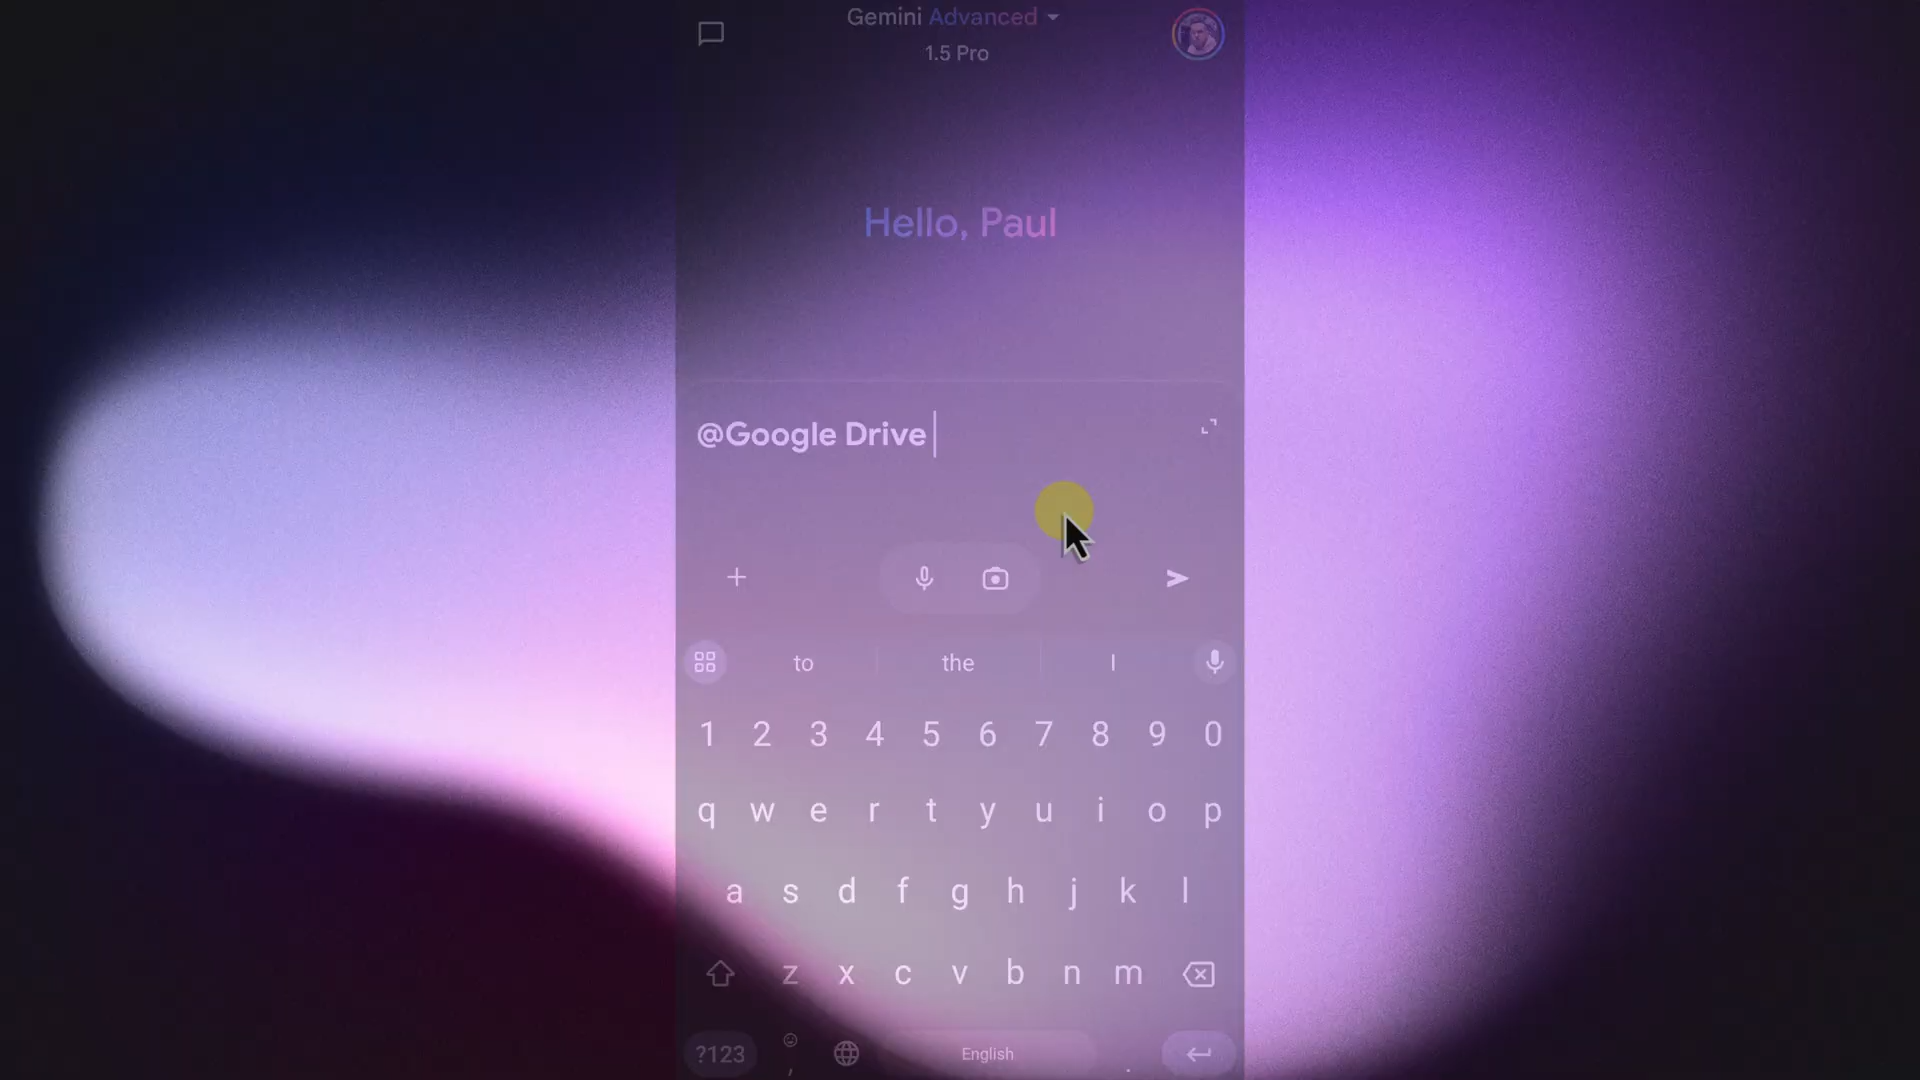 Gemini Advanced
1.5 Pro
Hello, Paul
@Google Drive
to the I
1 2 3 4 5 6 7 8 9 0
q w e r t y u i o p
a s d f g h j k l
z x c v b n m
?123 , English .